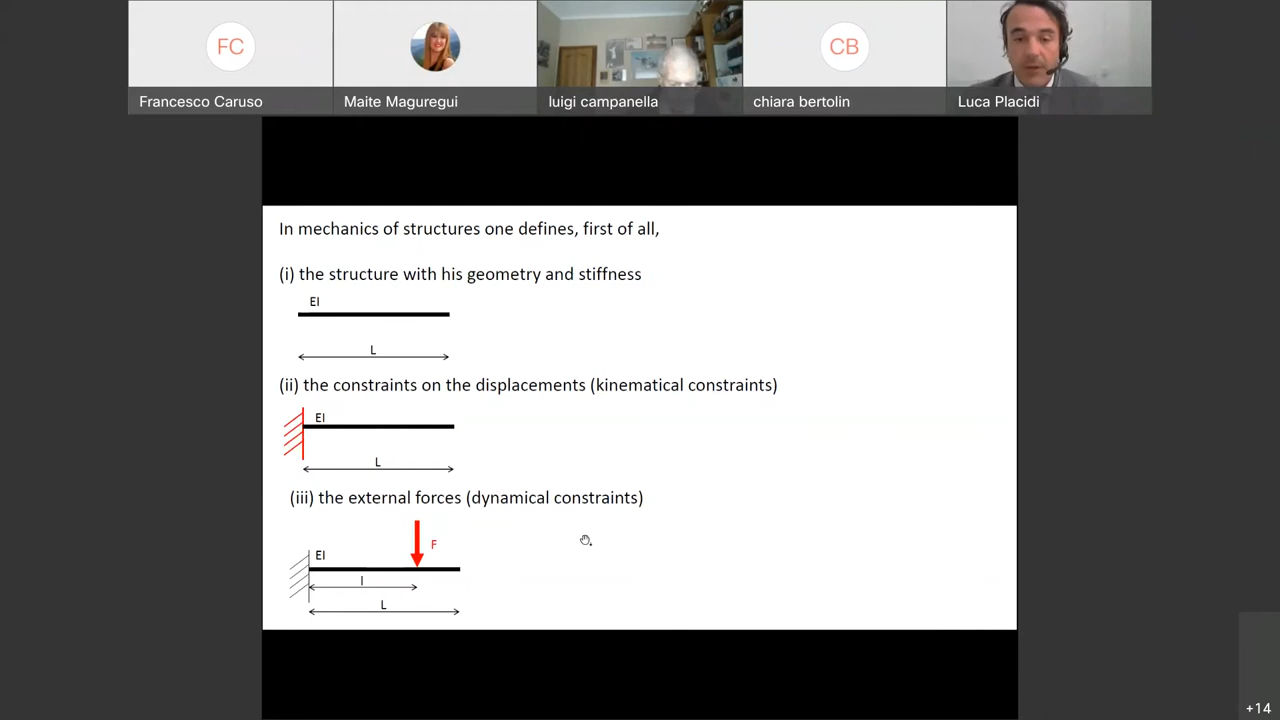 FC
CB
Francesco Caruso
Maite Maguregui
luigi campanella
chiara bertolin
Luca Placidi
In mechanics of structures one defines, first of all,
(i) the structure with his geometry and stiffness
EI
L
(ii) the constraints on the displacements (kinematical constraints)
EI
L
(iii) the external forces (dynamical constraints)
F
EI
l
L
+14